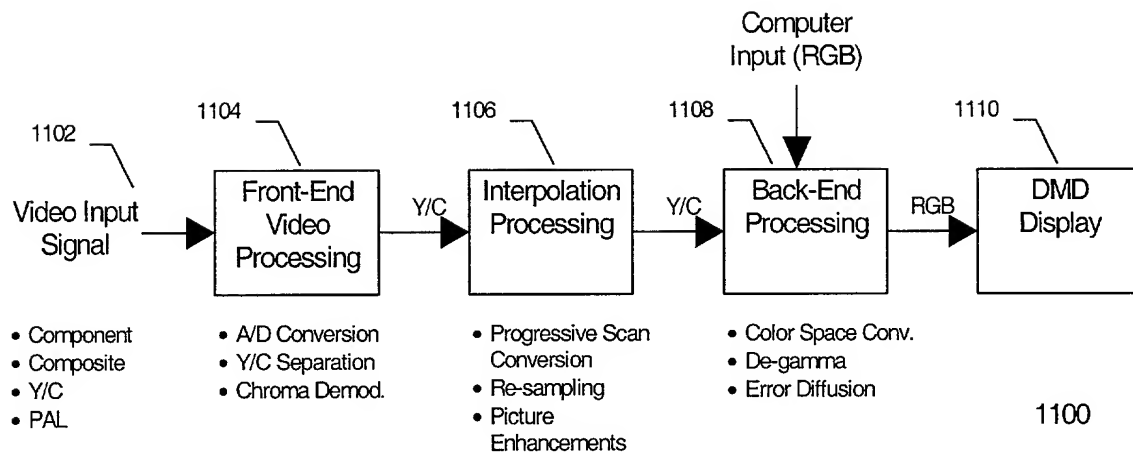 Computer
Input (RGB)
1102
1104
1106
1108
1110
Video Input
Signal
Front-End
Video
Processing
Y/C
Interpolation
Processing
Y/C
Back-End
Processing
RGB
DMD
Display
• Component
• Composite
• Y/C
• PAL
• A/D Conversion
• Y/C Separation
• Chroma Demod.
• Progressive Scan
Conversion
• Re-sampling
• Picture
Enhancements
• Color Space Conv.
• De-gamma
• Error Diffusion
1100